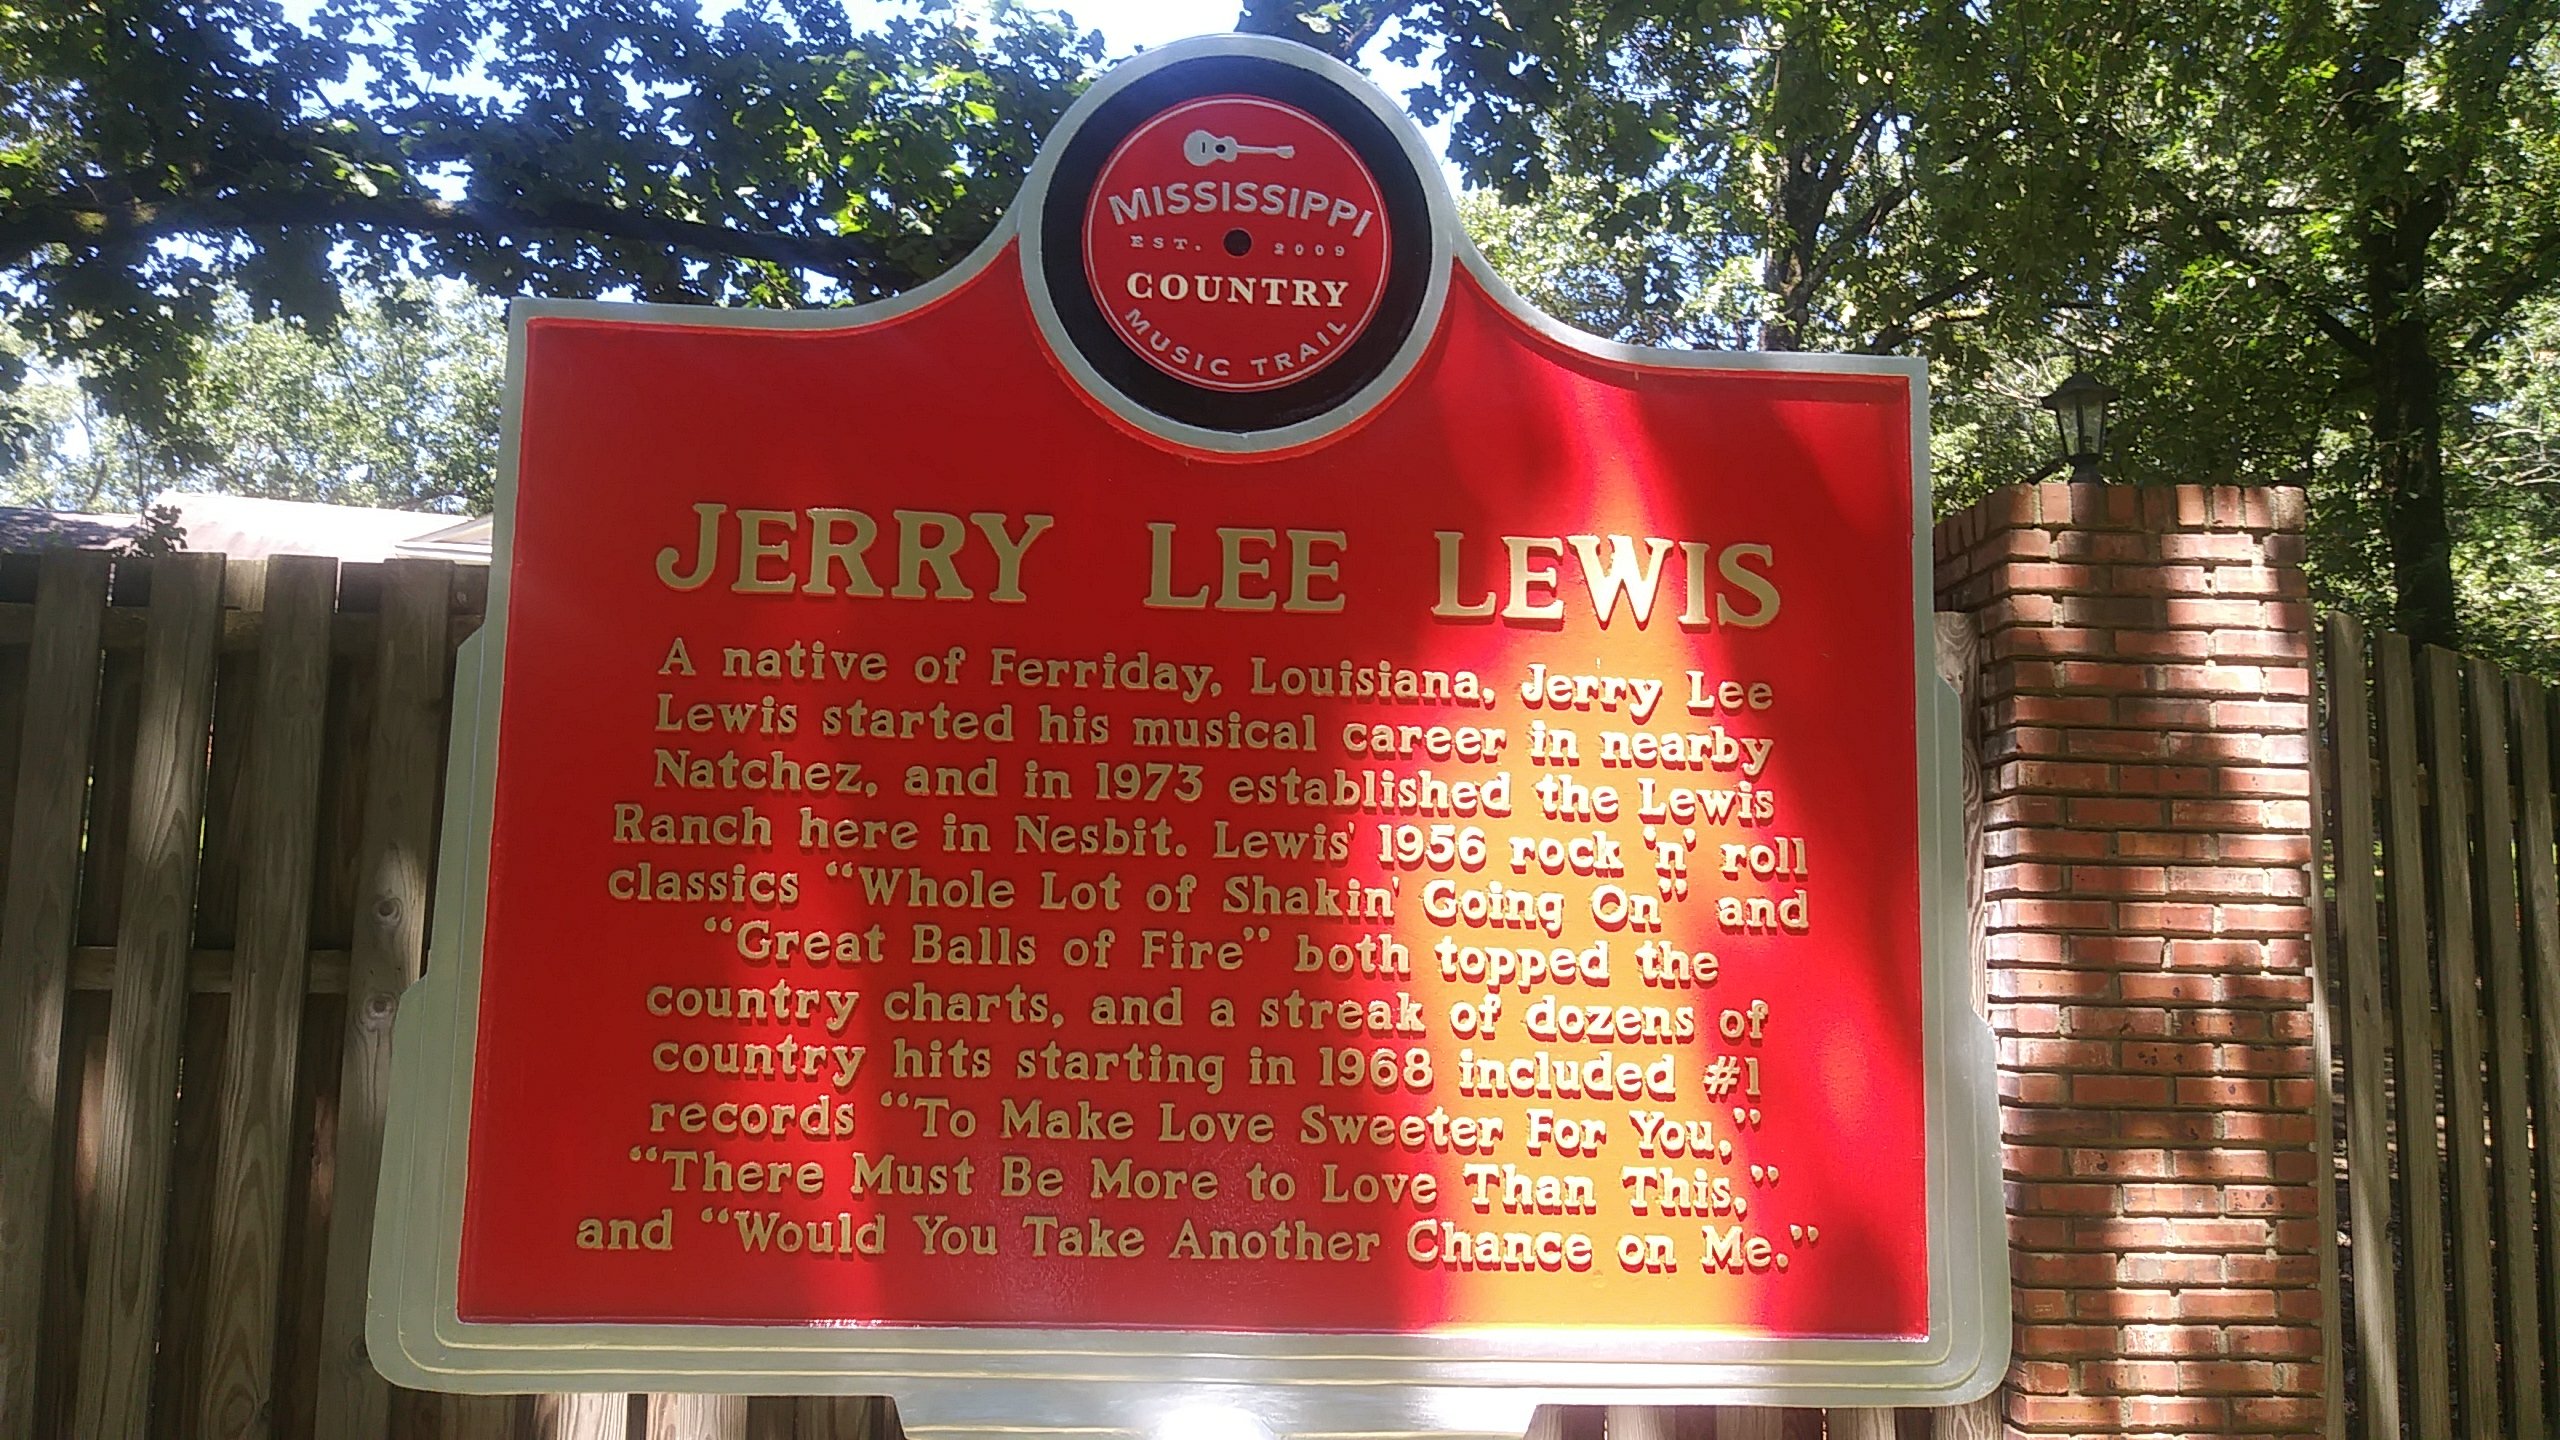 MISSISSIPPI
EST. 2009
COUNTRY
MUSIC TRAIL
JERRY LEE LEWIS
A native of Ferriday, Louisiana, Jerry Lee
Lewis started his musical career in nearby
Natchez, and in 1973 established the Lewis
Ranch here in Nesbit. Lewis' 1956 rock 'n' roll
classics “Whole Lot of Shakin' Going On” and
“Great Balls of Fire” both topped the
country charts, and a streak of dozens of
country hits starting in 1968 included #1
records “To Make Love Sweeter For You,”
“There Must Be More to Love Than This,”
and “Would You Take Another Chance on Me.”